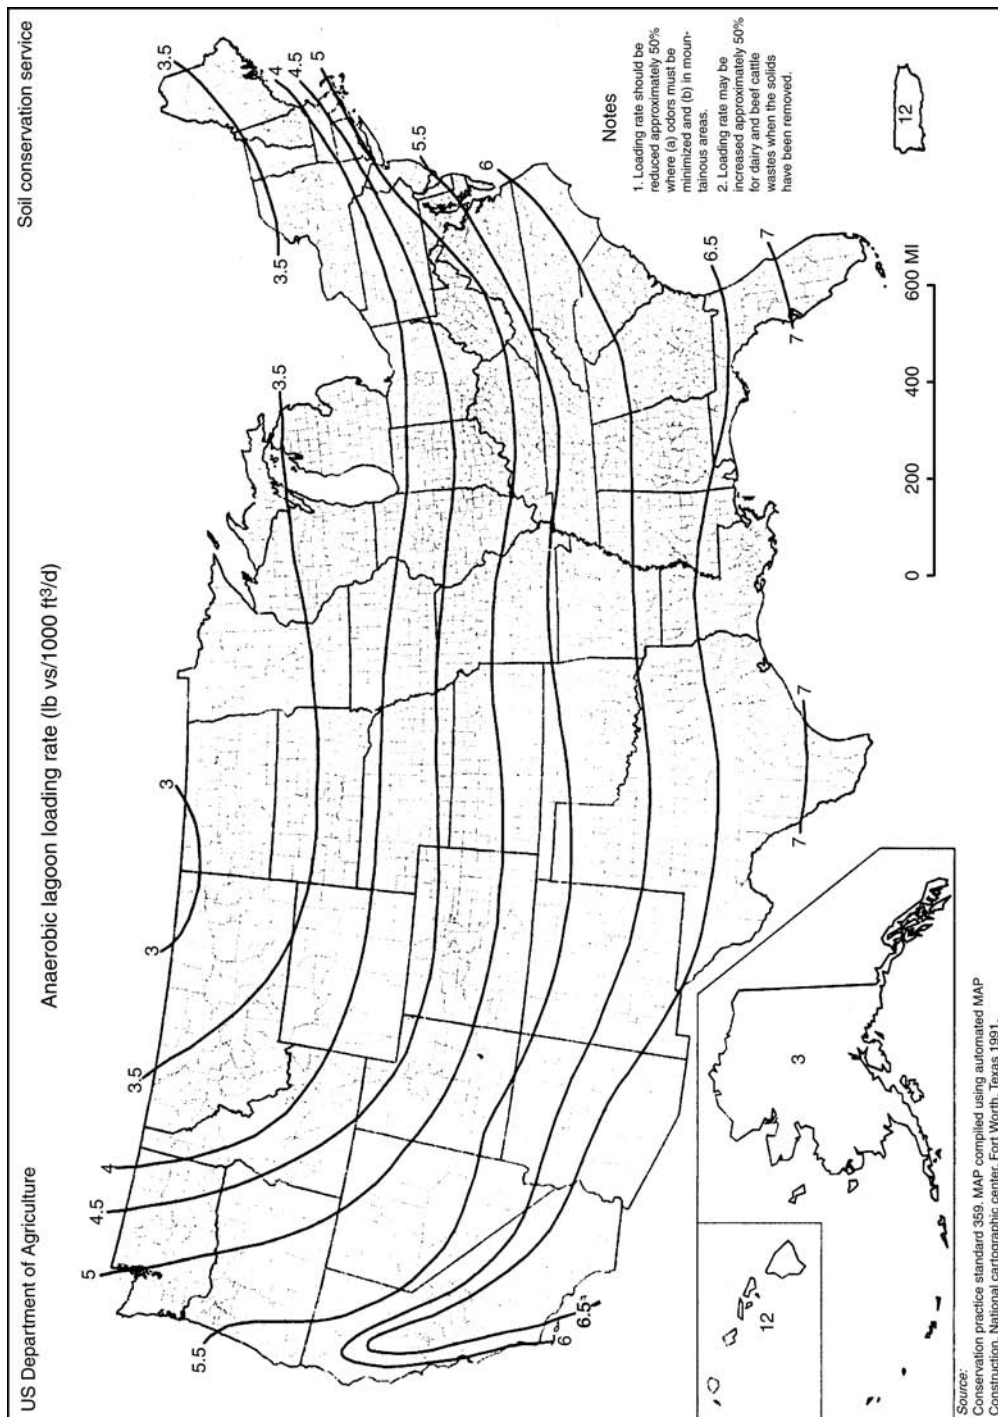 US Department of Agriculture
Soil conservation service
Anaerobic lagoon loading rate (lb vs/1000 ft³/d)
5
4.5
4
3.5
3
3
3.5
3.5
3.5
4
4.5
5
5.5
5.5
6
6.5
6
6.5
7
7
7
7
Notes
1. Loading rate should be
reduced approximately 50%
where (a) odors must be
minimized and (b) in moun-
tainous areas.
2. Loading rate may be
increased approximately 50%
for dairy and beef cattle
wastes when the solids
have been removed.
12
3
12
0 200 400 600 MI
Source:
Conservation practice standard 359. MAP compiled using automated MAP
Construction. National cartographic center, Fort Worth, Texas 1991.